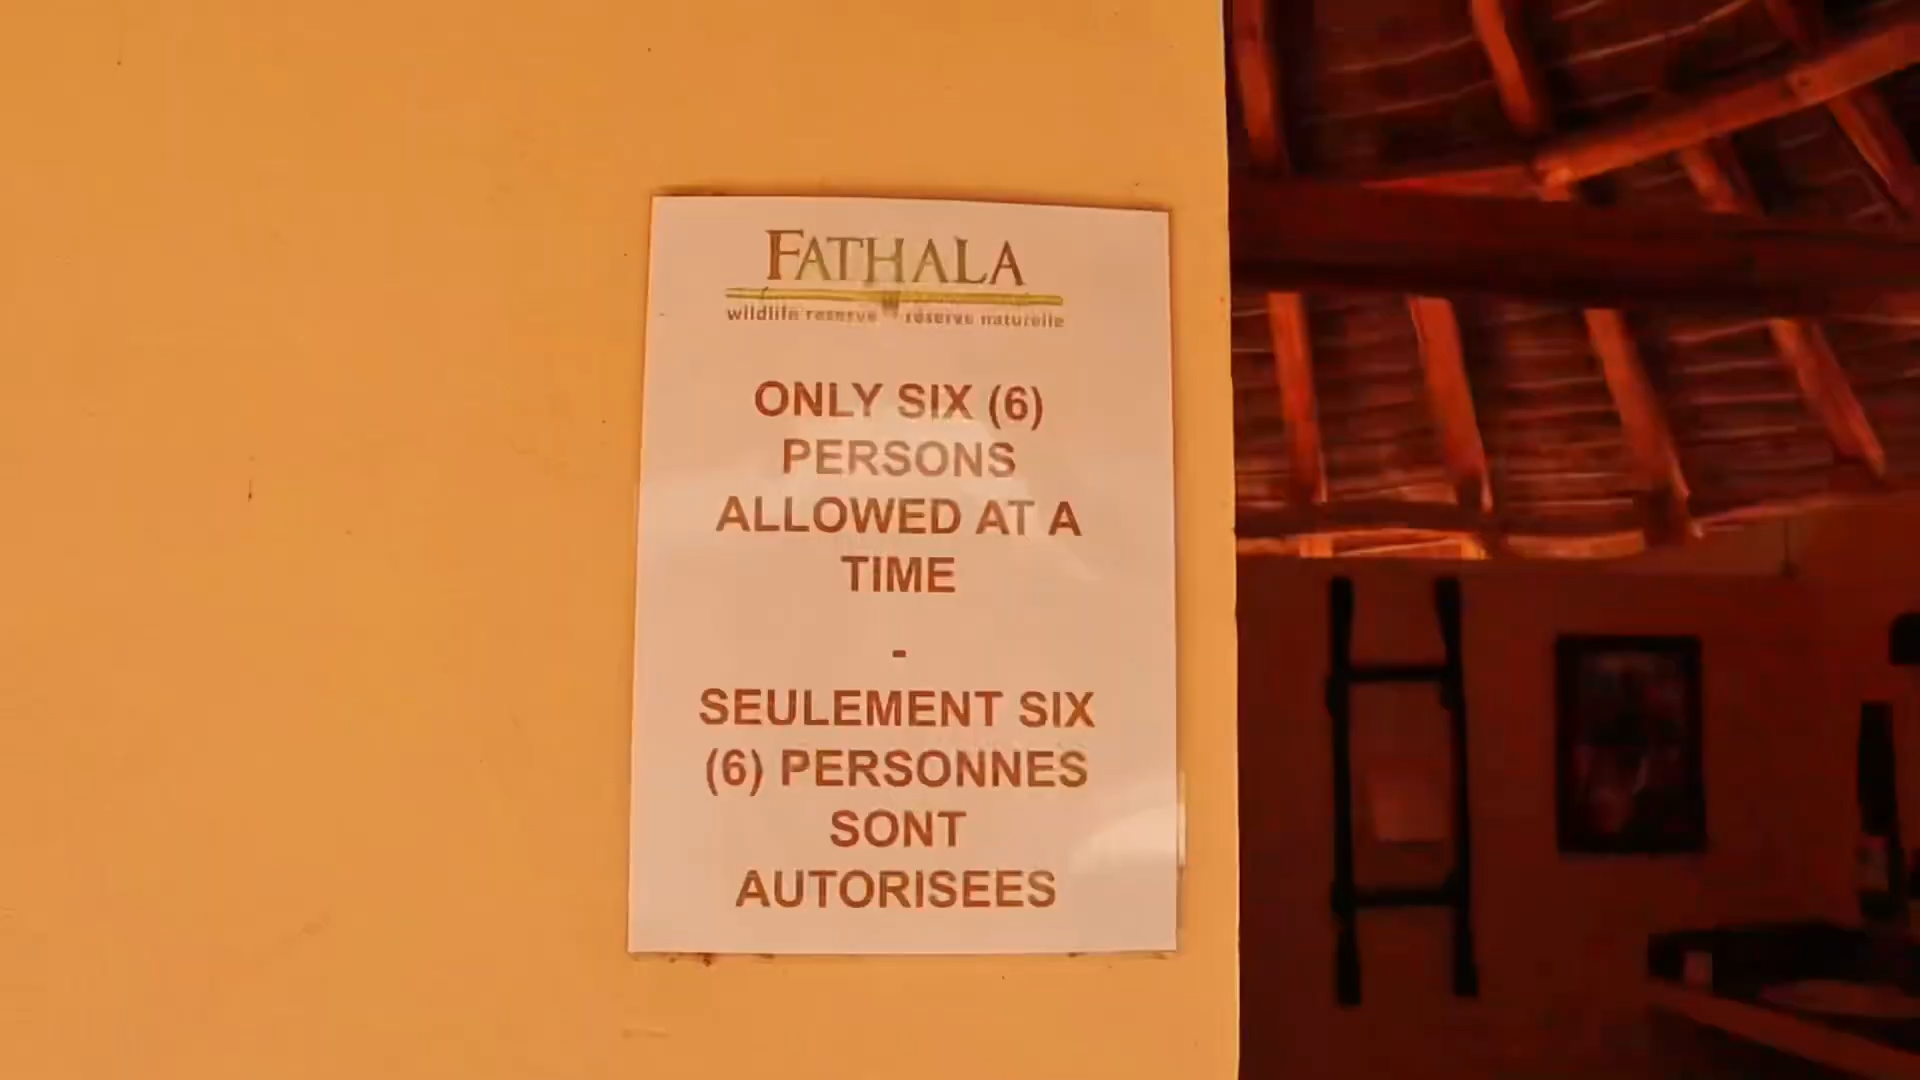 FATHALA
wildlife reserve réserve naturelle
ONLY SIX (6)
PERSONS
ALLOWED AT A
TIME
-
SEULEMENT SIX
(6) PERSONNES
SONT
AUTORISEES